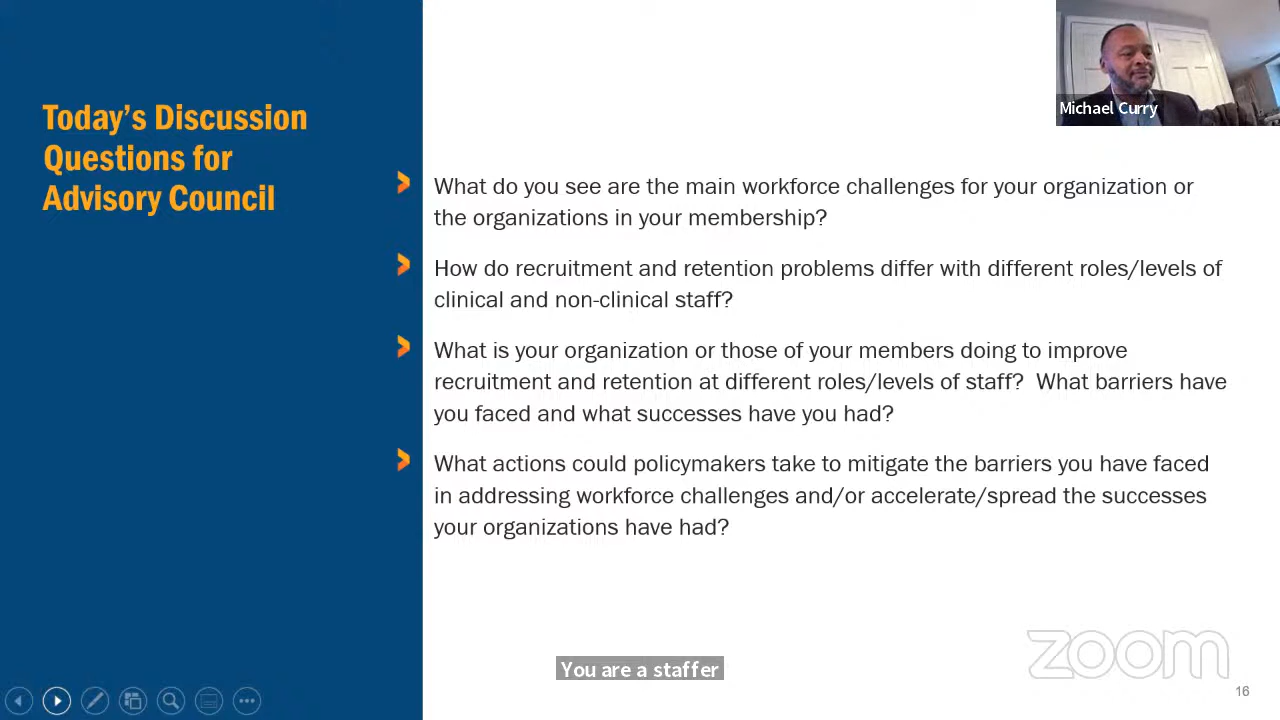 Today's Discussion
Questions for
Advisory Council
Michael Curry
What do you see are the main workforce challenges for your organization or
the organizations in your membership?
How do recruitment and retention problems differ with different roles/levels of
clinical and non-clinical staff?
What is your organization or those of your members doing to improve
recruitment and retention at different roles/levels of staff?  What barriers have
you faced and what successes have you had?
What actions could policymakers take to mitigate the barriers you have faced
in addressing workforce challenges and/or accelerate/spread the successes
your organizations have had?
zoom
You are a staffer
16